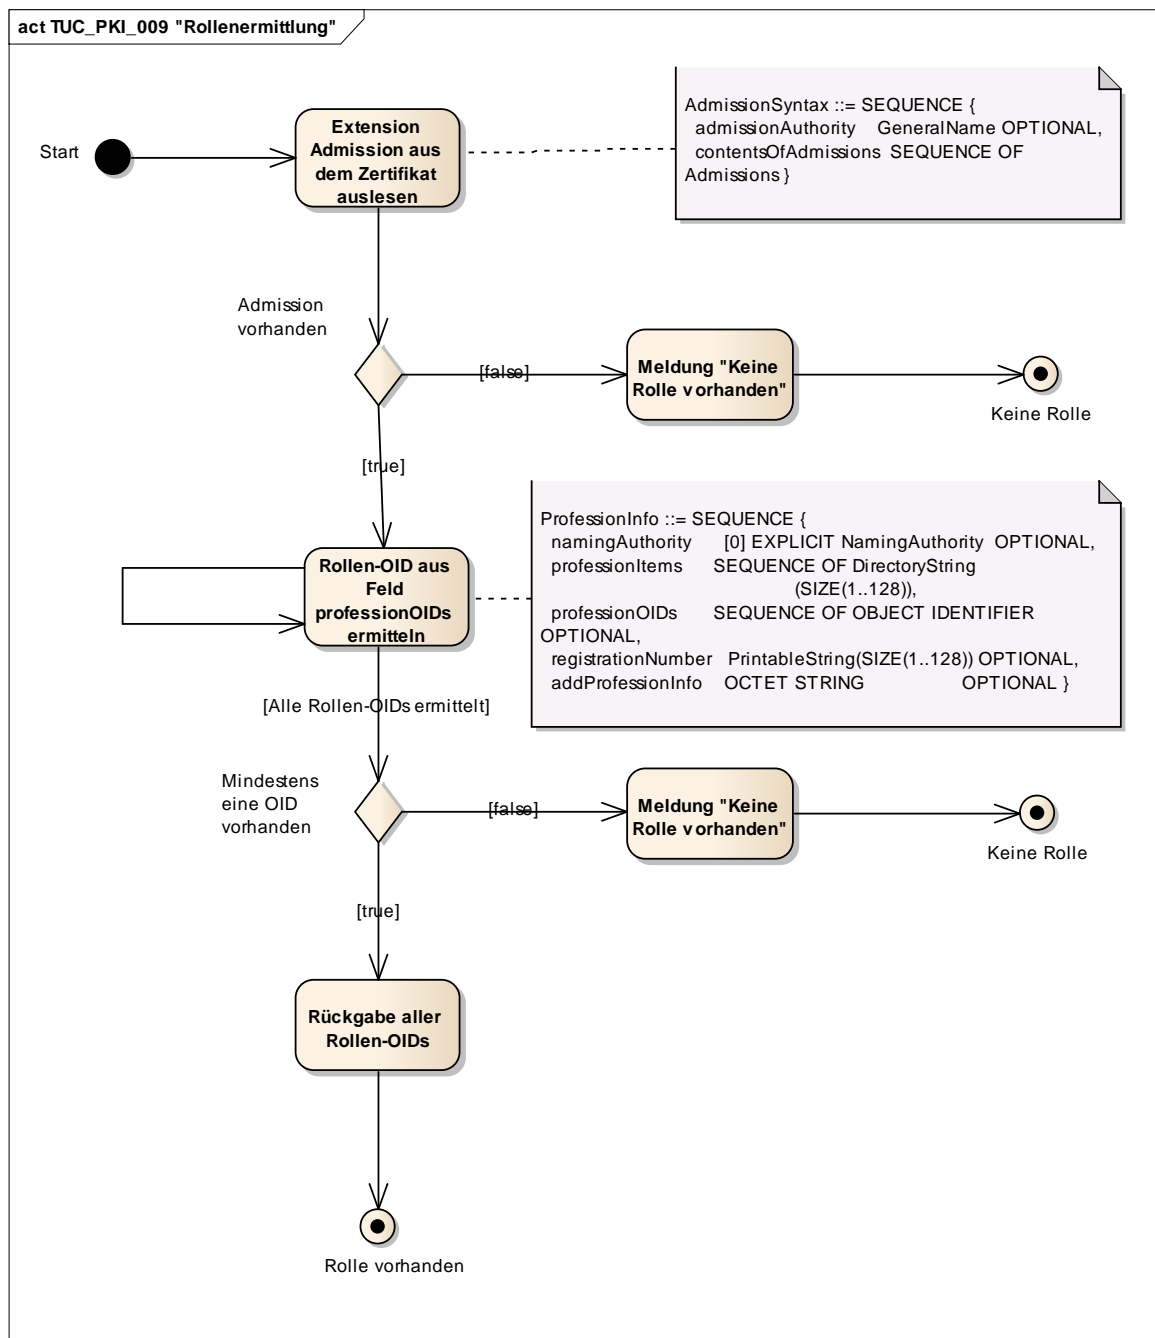 act TUC_PKI_009 "Rollenermittlung"
Start
Extension
Admission aus
dem Zertifikat
auslesen
AdmissionSyntax ::= SEQUENCE {
admissionAuthority GeneralName OPTIONAL,
contentsOfAdmissions SEQUENCE OF
Admissions }
Admission
vorhanden
[false]
Meldung "Keine
Rolle vorhanden"
Keine Rolle
[true]
Rollen-OID aus
Feld
professionOIDs
ermitteln
ProfessionInfo ::= SEQUENCE {
namingAuthority [0] EXPLICIT NamingAuthority OPTIONAL,
professionItems SEQUENCE OF DirectoryString
(SIZE(1..128)),
professionOIDs SEQUENCE OF OBJECT IDENTIFIER
OPTIONAL,
registrationNumber PrintableString(SIZE(1..128)) OPTIONAL,
addProfessionInfo OCTET STRING OPTIONAL }
[Alle Rollen-OIDs ermittelt]
Mindestens
eine OID
vorhanden
[false]
Meldung "Keine
Rolle vorhanden"
Keine Rolle
[true]
Rückgabe aller
Rollen-OIDs
Rolle vorhanden